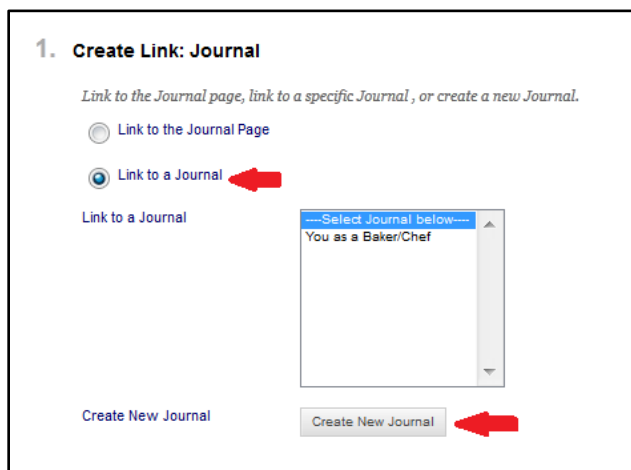 1. Create Link: Journal
Link to the Journal page, link to a specific Journal , or create a new Journal.
Link to the Journal Page
Link to a Journal
Link to a Journal
----Select Journal below----
You as a Baker/Chef
Create New Journal
Create New Journal